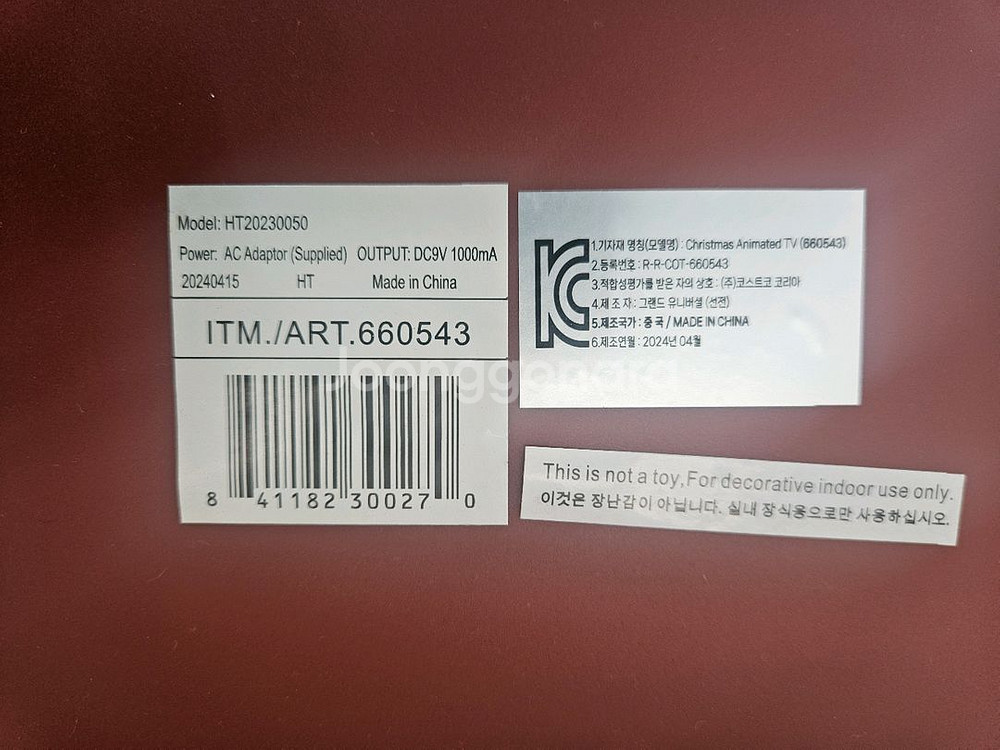 Model: HT20230050
Power: AC Adaptor (Supplied) OUTPUT: DC9V 1000mA
20240415 HT Made in China
ITM./ART.660543
8 41182 30027 0
1.기자재 명칭(모델명) : Christmas Animated TV (660543)
2.등록번호 : R-R-COT-660543
3.적합성평가를 받은 자의 상호 : (주)코스트코 코리아
4.제 조 자 : 그랜드 유니버셜 (선전)
5.제조국가 : 중 국 / MADE IN CHINA
6.제조연월 : 2024년 04월
Joonggonara
This is not a toy,For decorative indoor use only.
이것은 장난감이 아닙니다. 실내 장식용으로만 사용하십시오.